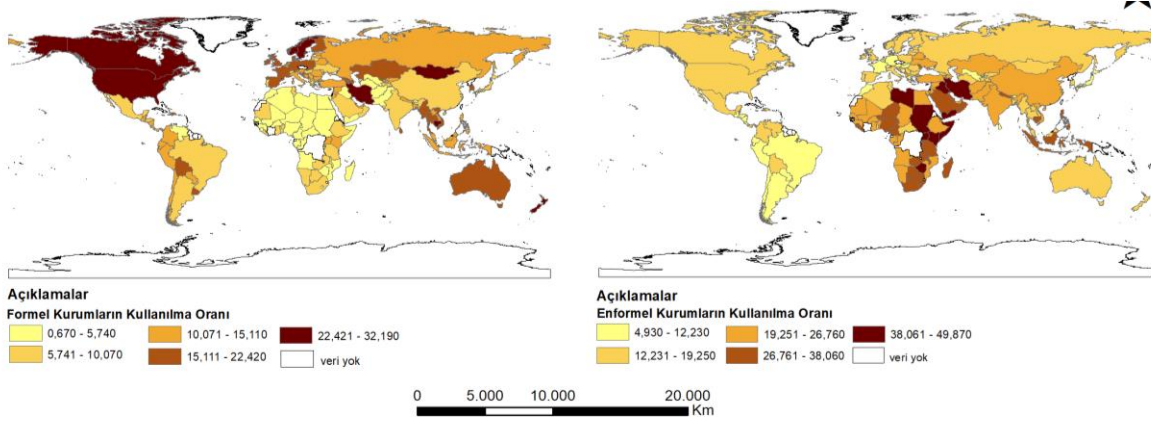 Açıklamalar
Formel Kurumların Kullanılma Oranı
0,670 - 5,740
10,071 - 15,110
22,421 - 32,190
5,741 - 10,070
15,111 - 22,420
veri yok
Açıklamalar
Enformel Kurumların Kullanılma Oranı
4,930 - 12,230
19,251 - 26,760
38,061 - 49,870
12,231 - 19,250
26,761 - 38,060
veri yok
0 5.000 10.000 20.000
Km